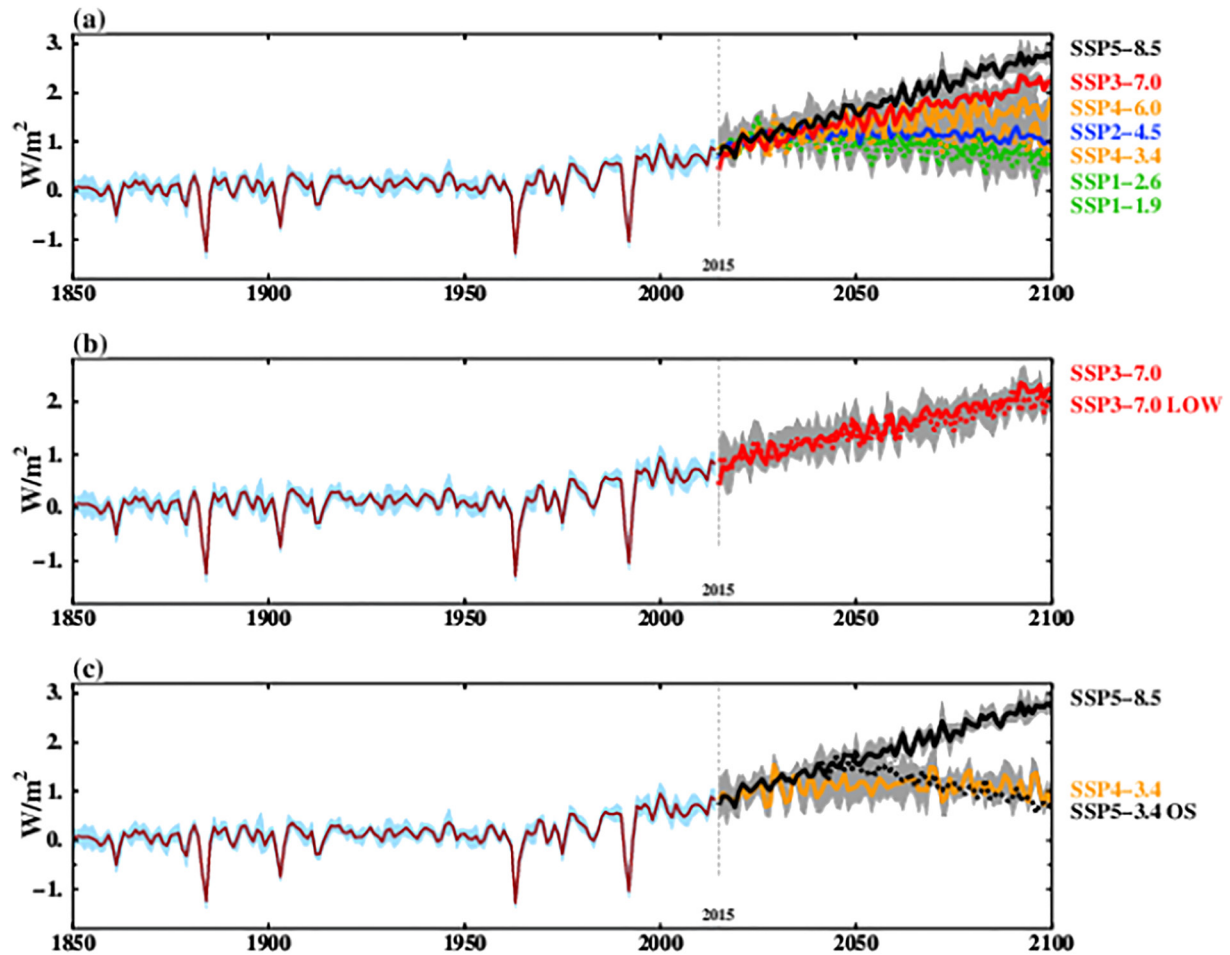 (a)
3.
2.
1.
0.
−1.
W/m2
2015
1850 1900 1950 2000 2050 2100
SSP5−8.5
SSP3−7.0
SSP4−6.0
SSP2−4.5
SSP4−3.4
SSP1−2.6
SSP1−1.9
(b)
2.
1.
0.
−1.
W/m2
2015
1850 1900 1950 2000 2050 2100
SSP3−7.0
SSP3−7.0 LOW
(c)
3.
2.
1.
0.
−1.
W/m2
2015
1850 1900 1950 2000 2050 2100
SSP5−8.5
SSP4−3.4
SSP5−3.4 OS